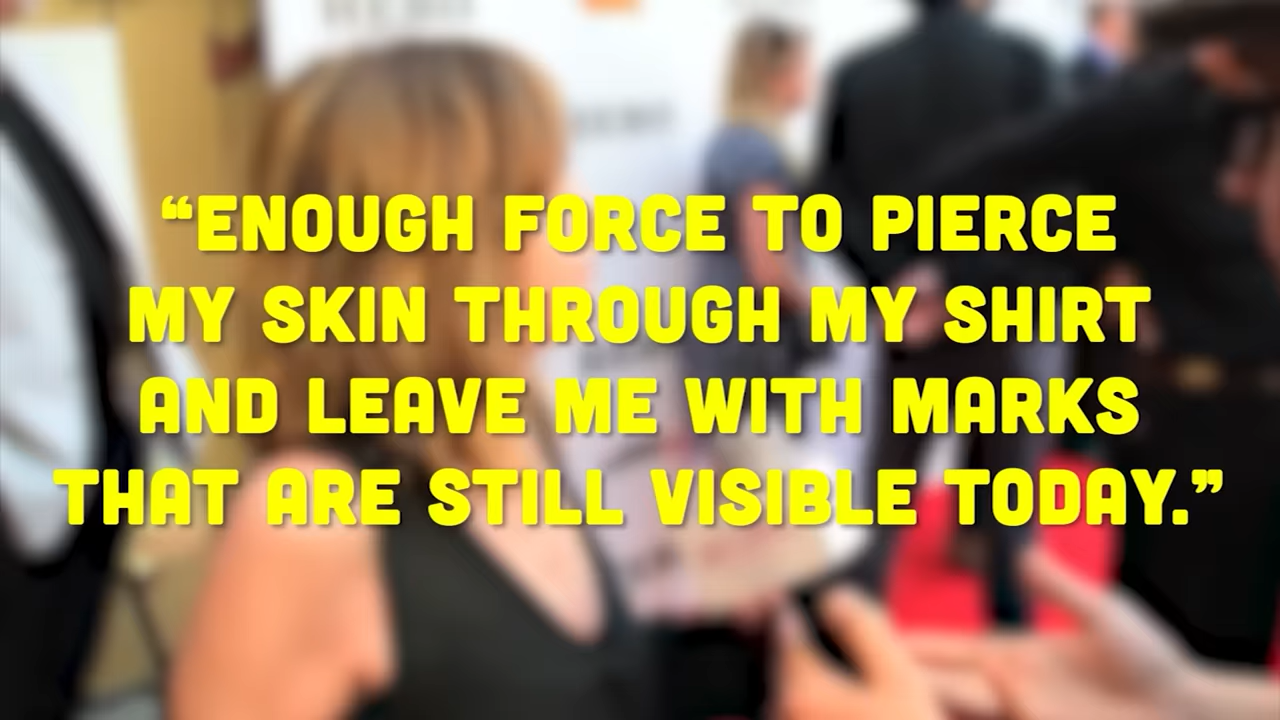 “ENOUGH FORCE TO PIERCE
MY SKIN THROUGH MY SHIRT
AND LEAVE ME WITH MARKS
THAT ARE STILL VISIBLE TODAY.”